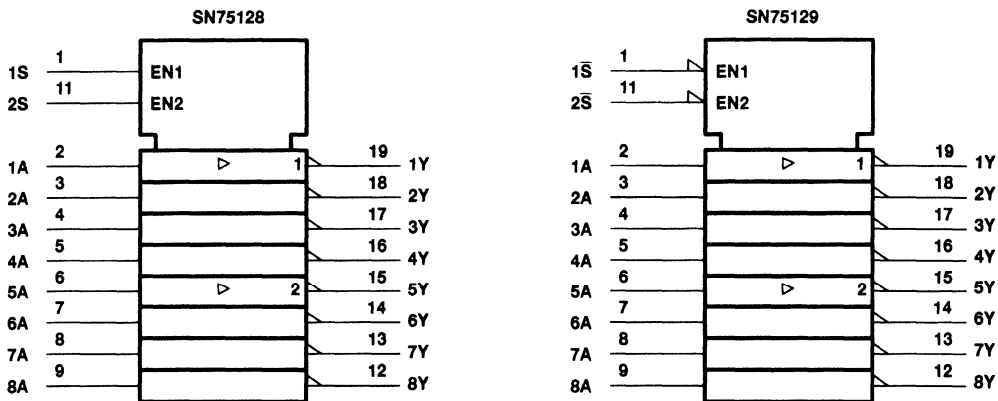 SN75128
1S 1 EN1
2S 11 EN2
1A 2 ▷ 1 19 1Y
2A 3 18 2Y
3A 4 17 3Y
4A 5 16 4Y
5A 6 ▷ 2 15 5Y
6A 7 14 6Y
7A 8 13 7Y
8A 9 12 8Y
SN75129
1S̅ 1 EN1
2S̅ 11 EN2
1A 2 ▷ 1 19 1Y
2A 3 18 2Y
3A 4 17 3Y
4A 5 16 4Y
5A 6 ▷ 2 15 5Y
6A 7 14 6Y
7A 8 13 7Y
8A 9 12 8Y